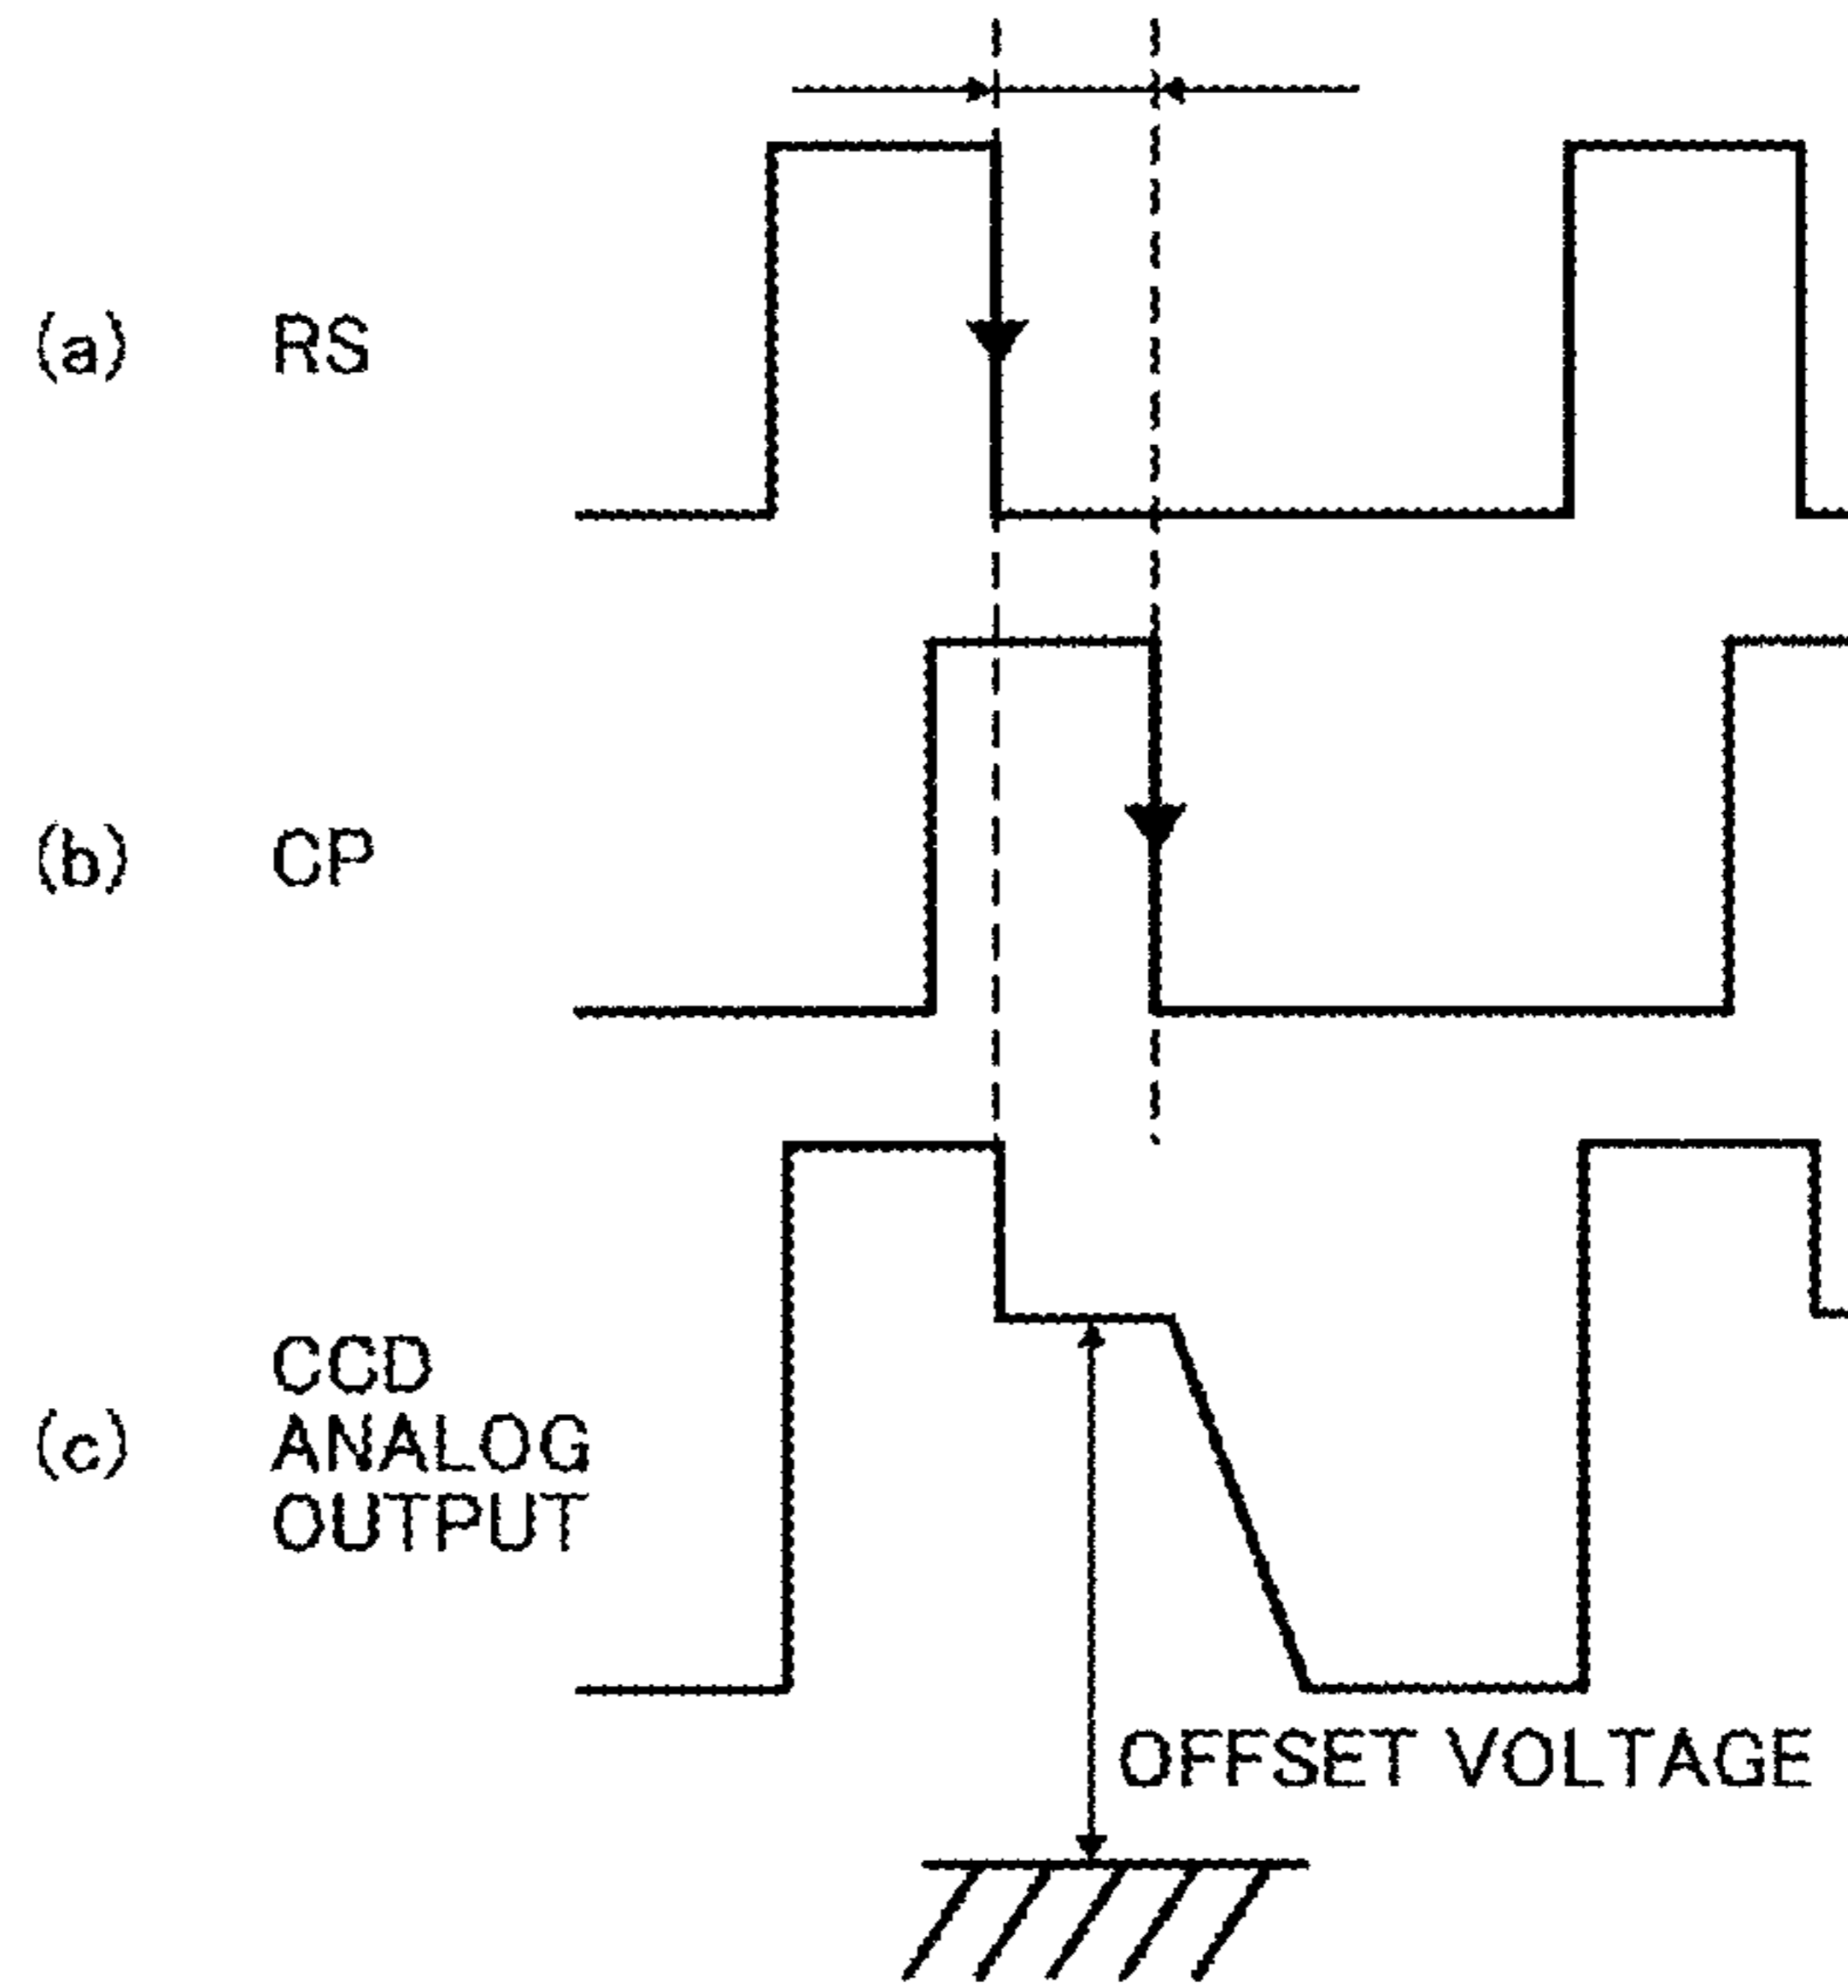 (a) RS
(b) CP
(c) CCD
ANALOG
OUTPUT
OFFSET VOLTAGE